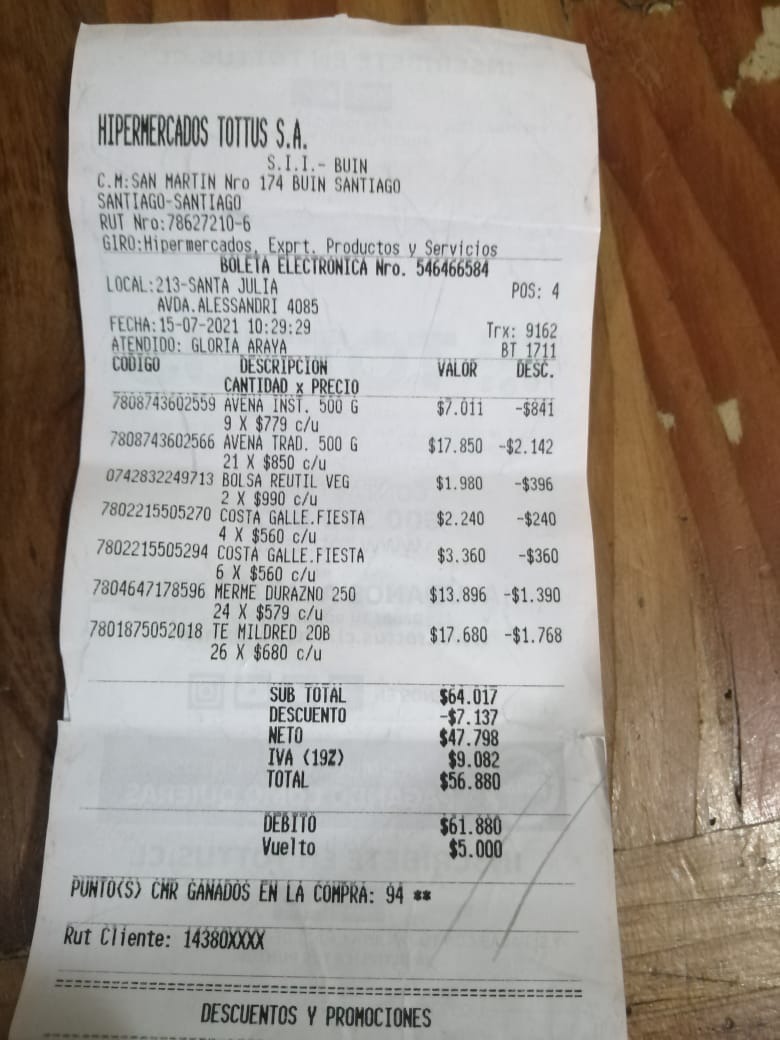 HIPERMERCADOS TOTTUS S.A.
S.I.I.- BUIN
C.M:SAN MARTIN Nro 174 BUIN SANTIAGO
SANTIAGO-SANTIAGO
RUT Nro:78627210-6
GIRO:Hipermercados, Exprt. Productos y Servicios
BOLETA ELECTRONICA Nro. 546466584
LOCAL:213-SANTA JULIA POS: 4
AVDA.ALESSANDRI 4085
FECHA:15-07-2021 10:29:29 Trx: 9162
ATENDIDO: GLORIA ARAYA BT 1711
CODIGO DESCRIPCION VALOR DESC.
CANTIDAD x PRECIO
7808743602559 AVENA INST. 500 G $7.011 -$841
9 X $779 c/u
7808743602566 AVENA TRAD. 500 G $17.850 -$2.142
21 X $850 c/u
0742832249713 BOLSA REUTIL VEG $1.980 -$396
2 X $990 c/u
7802215505270 COSTA GALLE.FIESTA $2.240 -$240
4 X $560 c/u
7802215505294 COSTA GALLE.FIESTA $3.360 -$360
6 X $560 c/u
7804647178596 MERME DURAZNO 250 $13.896 -$1.390
24 X $579 c/u
7801875052018 TE MILDRED 20B $17.680 -$1.768
26 X $680 c/u
SUB TOTAL $64.017
DESCUENTO -$7.137
NETO $47.798
IVA (19%) $9.082
TOTAL $56.880
DEBITO $61.880
Vuelto $5.000
PUNTO(S) CMR GANADOS EN LA COMPRA: 94 **
Rut Cliente: 14380XXXX
DESCUENTOS Y PROMOCIONES